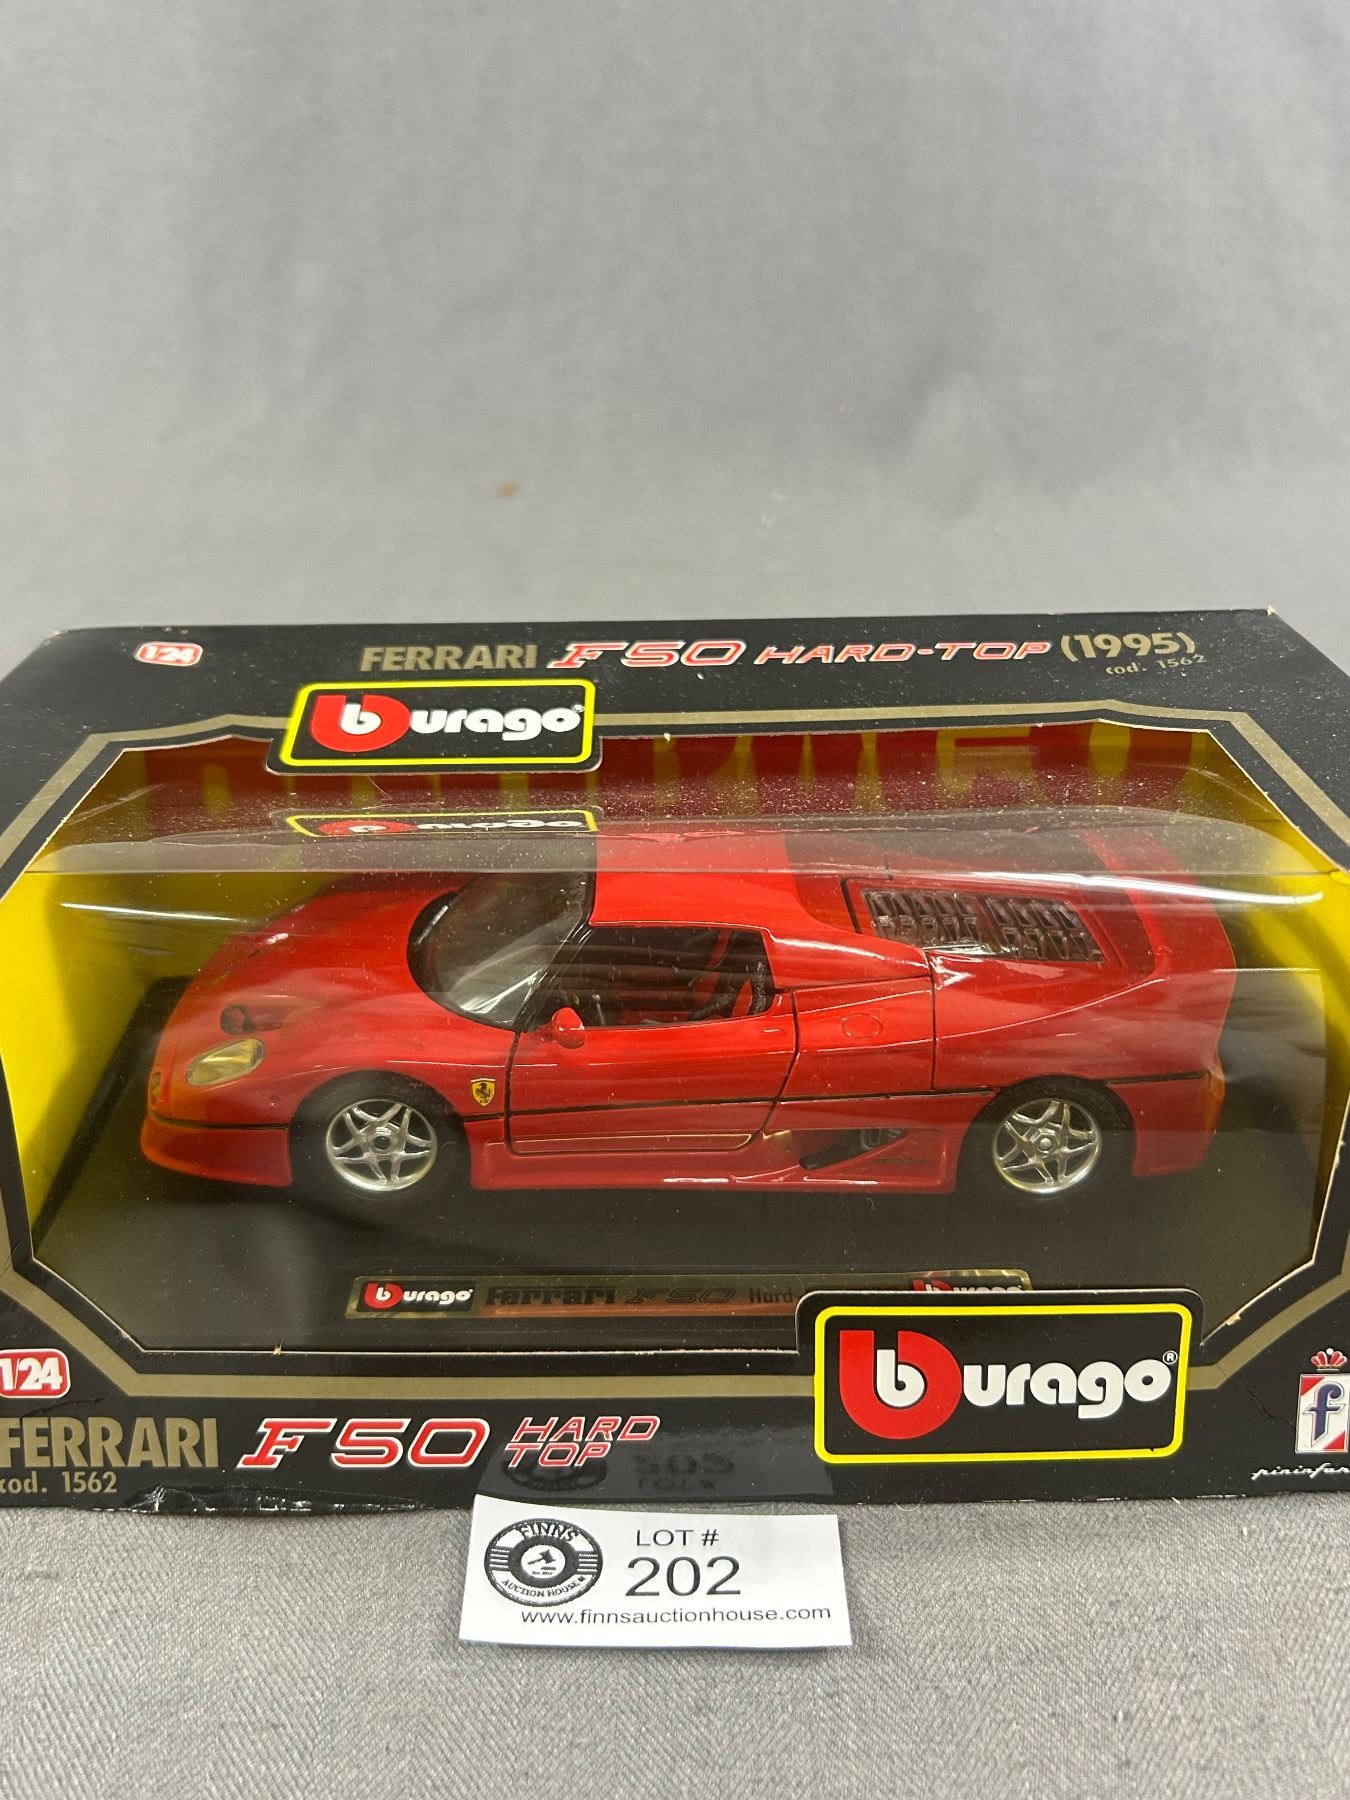 1/24
FERRARI F50 HARD-TOP (1995)
cod. 1562
burago®
burago Ferrari F50 Hard burago
burago®
1/24
FERRARI F50 HARD TOP
cod. 1562
f
FINNS
AUCTION HOUSE
LOT #
202
www.finnsauctionhouse.com